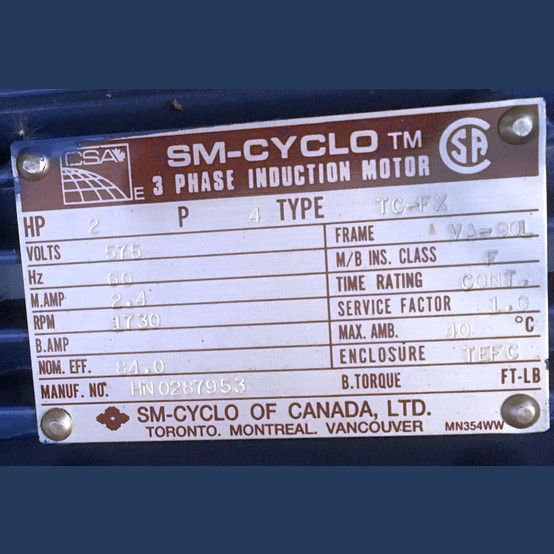 CSA
E
SM-CYCLO TM
3 PHASE INDUCTION MOTOR
SA
HP 2 P 4 TYPE TC-FX
VOLTS 575
FRAME VA-90L
Hz 60
M/B INS. CLASS F
M.AMP 2.4
TIME RATING CONT.
RPM 1730
SERVICE FACTOR 1.0
B.AMP
MAX. AMB. 40 °C
NOM. EFF. 84.0
ENCLOSURE TEFC
MANUF. NO. HN0287953
B.TORQUE FT-LB
SM-CYCLO OF CANADA, LTD.
TORONTO. MONTREAL. VANCOUVER
MN354WW